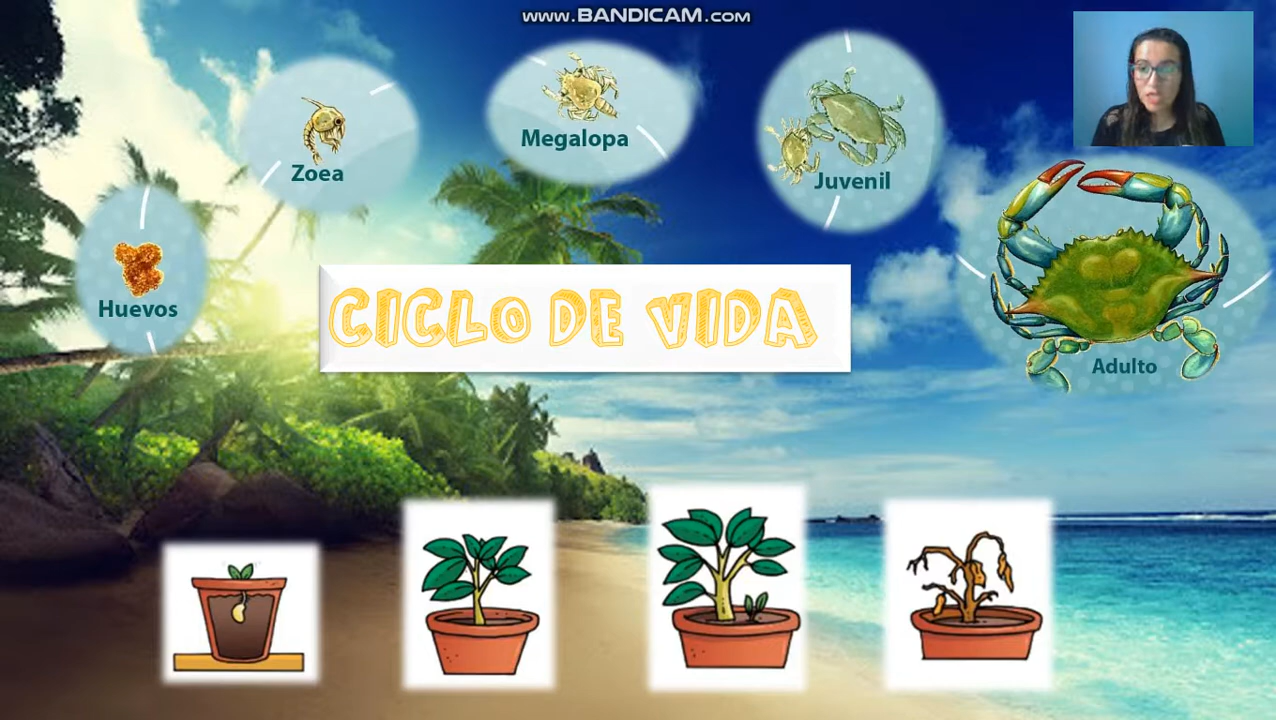 www.BANDICAM.com
Huevos
Zoea
Megalopa
Juvenil
Adulto
CICLO DE VIDA